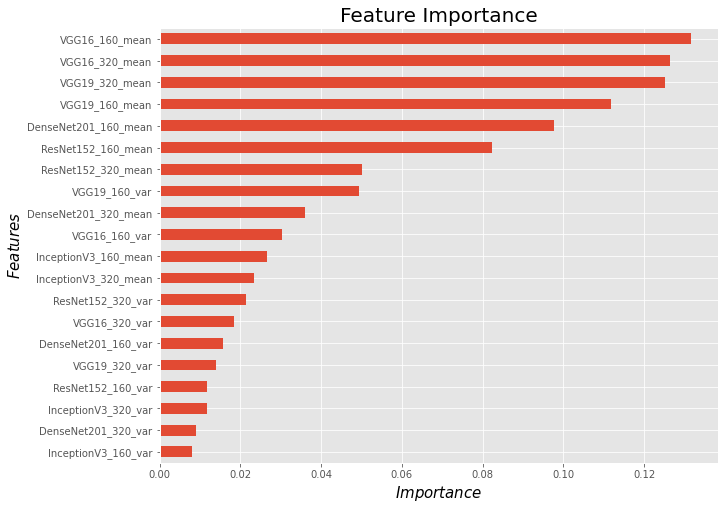 Feature Importance
VGG16_160_mean
VGG16_320_mean
VGG19_320_mean
VGG19_160_mean
DenseNet201_160_mean
ResNet152_160_mean
ResNet152_320_mean
VGG19_160_var
DenseNet201_320_mean
VGG16_160_var
InceptionV3_160_mean
InceptionV3_320_mean
ResNet152_320_var
VGG16_320_var
DenseNet201_160_var
VGG19_320_var
ResNet152_160_var
InceptionV3_320_var
DenseNet201_320_var
InceptionV3_160_var
Features
0.00 0.02 0.04 0.06 0.08 0.10 0.12
Importance